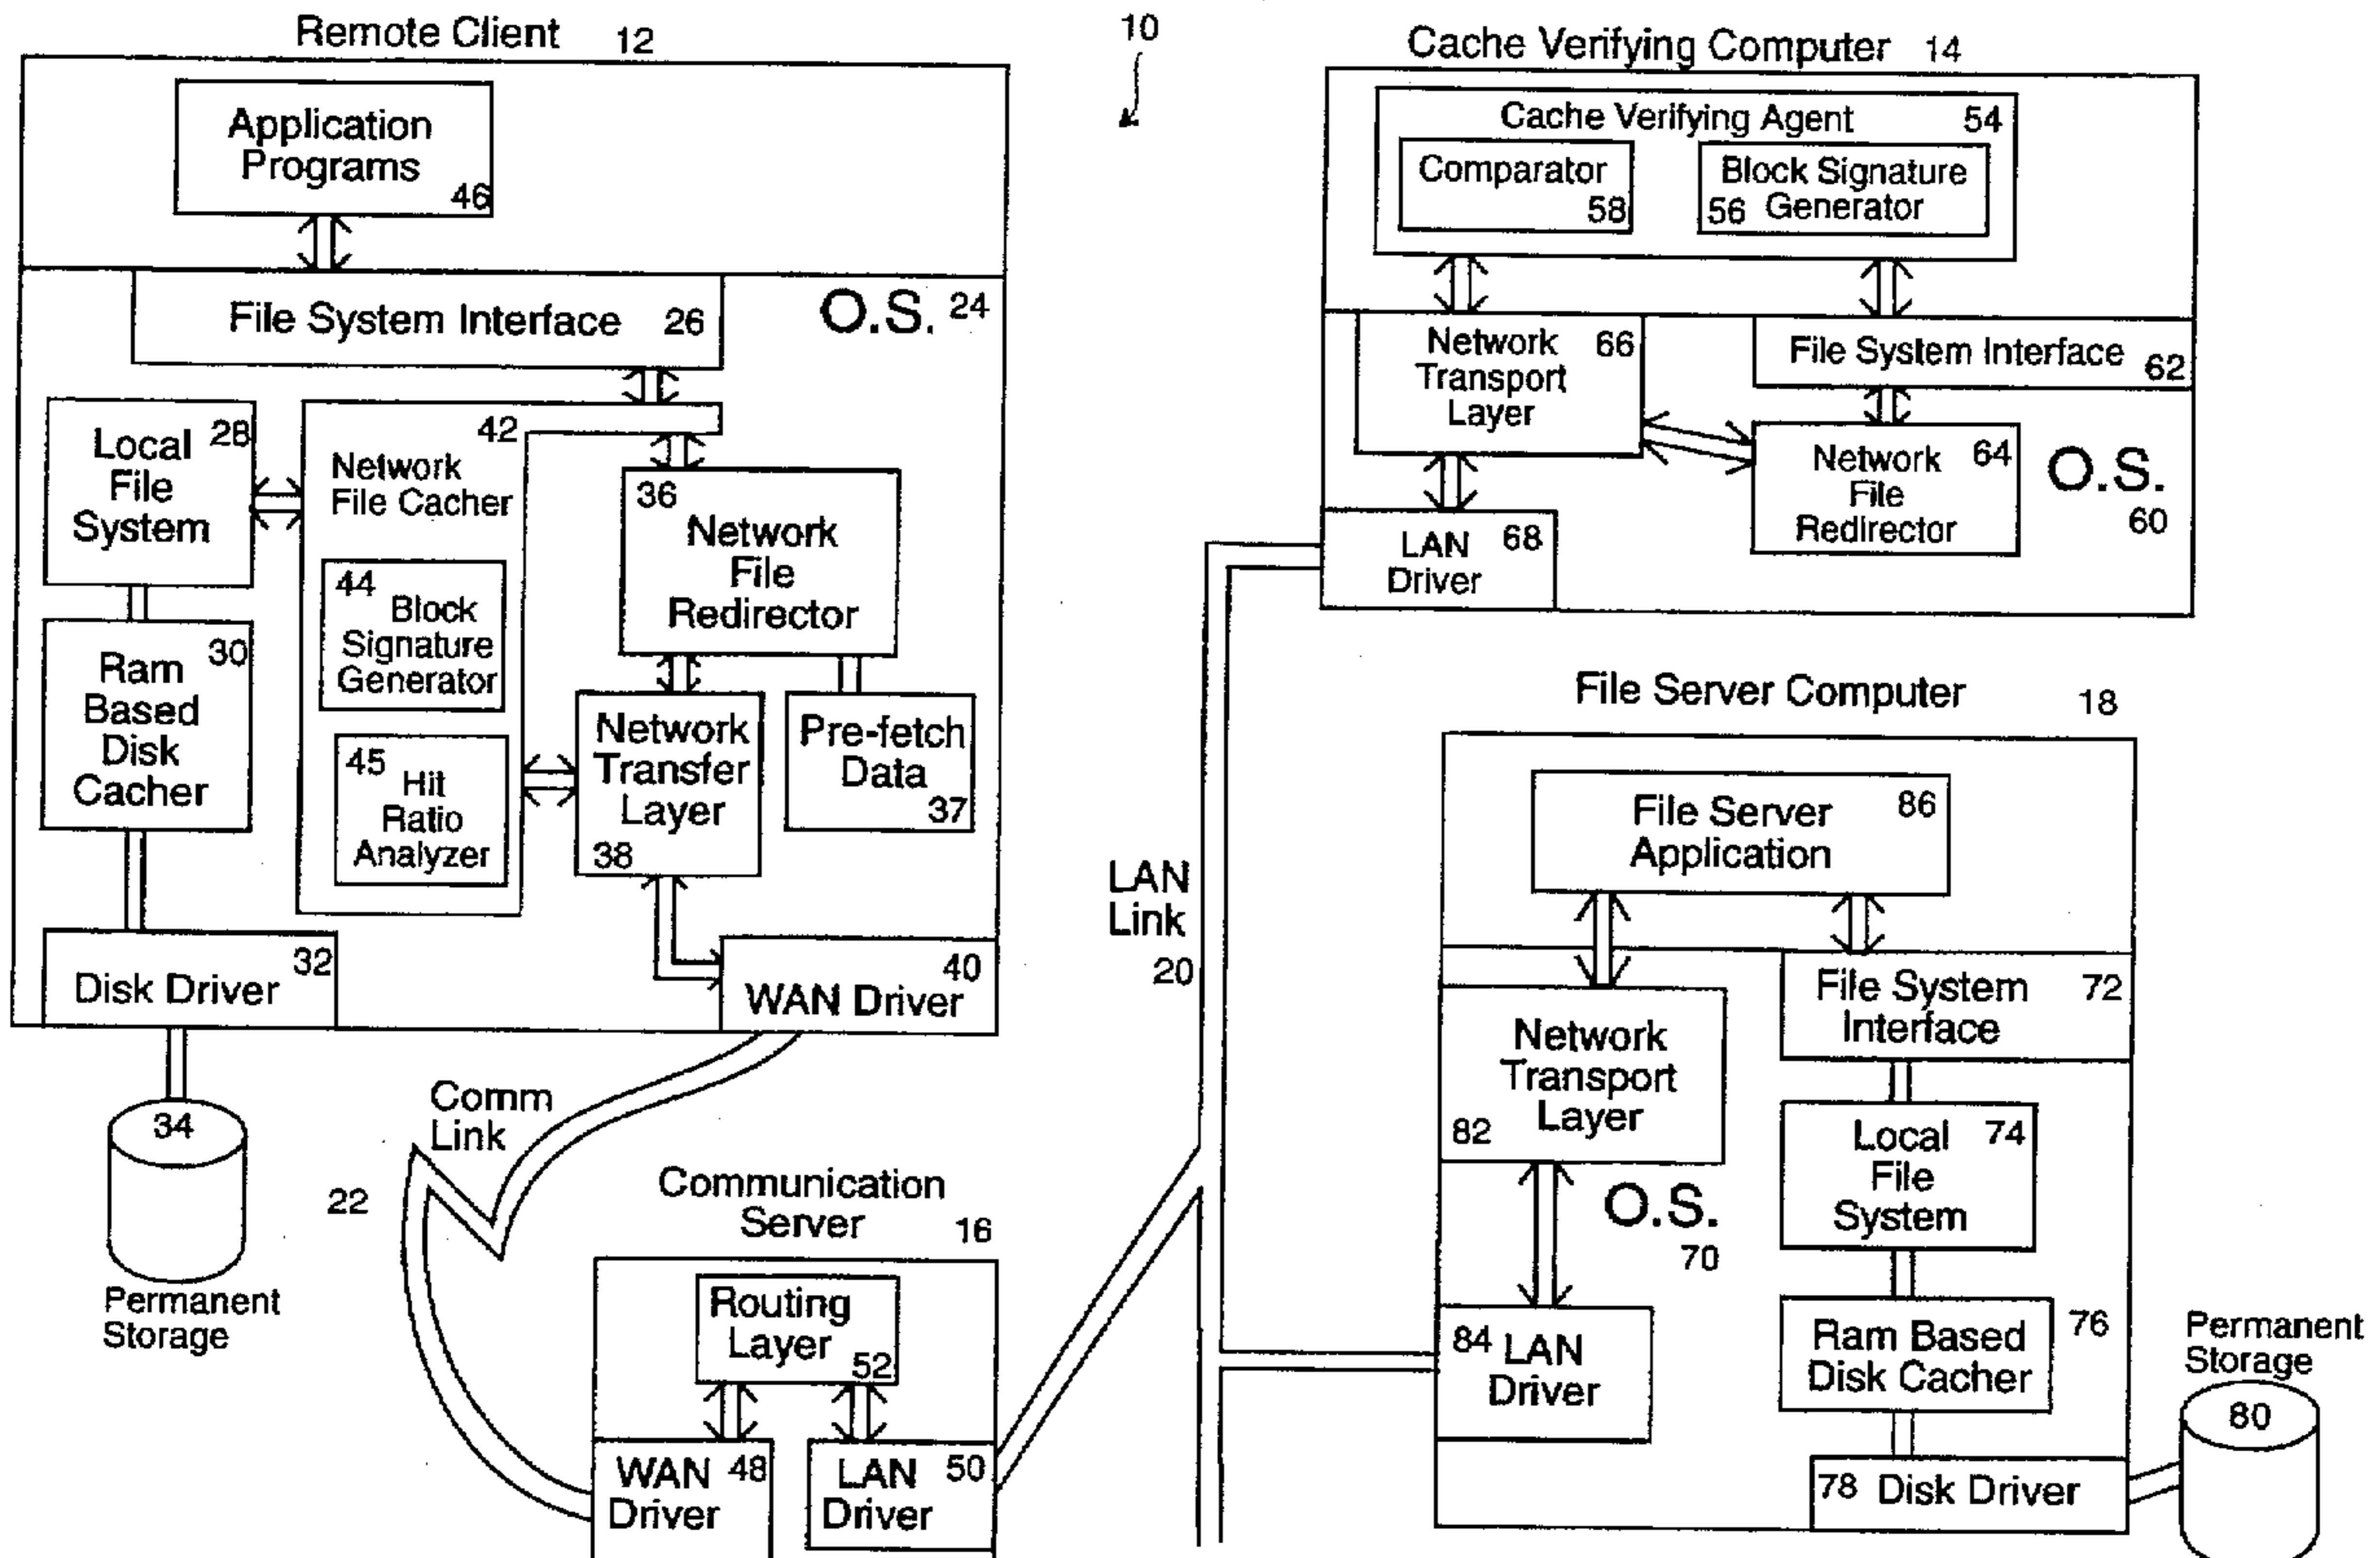 Remote Client 12
Application
Programs
46
File System Interface 26
O.S. 24
Local 28
File
System
42
Network
File Cacher
36
Network
File
Redirector
44
Block
Signature
Generator
30
Ram
Based
Disk
Cacher
45
Hit
Ratio
Analyzer
Network
Transfer
Layer
38
Pre-fetch
Data
37
32
Disk Driver
40
WAN Driver
34
Permanent
Storage
Comm
Link
22
Communication
Server
16
Routing
Layer
52
WAN 48
Driver
LAN 50
Driver
10
LAN
Link
20
Cache Verifying Computer 14
Cache Verifying Agent 54
Comparator
58
Block Signature
56 Generator
Network 66
Transport
Layer
File System Interface 62
Network 64
File
Redirector
O.S.
60
LAN 68
Driver
File Server Computer 18
File Server 86
Application
File System 72
Interface
Network
Transport
Layer
82
Local 74
File
System
O.S.
70
84 LAN
Driver
Ram Based 76
Disk Cacher
78 Disk Driver
Permanent
Storage
80